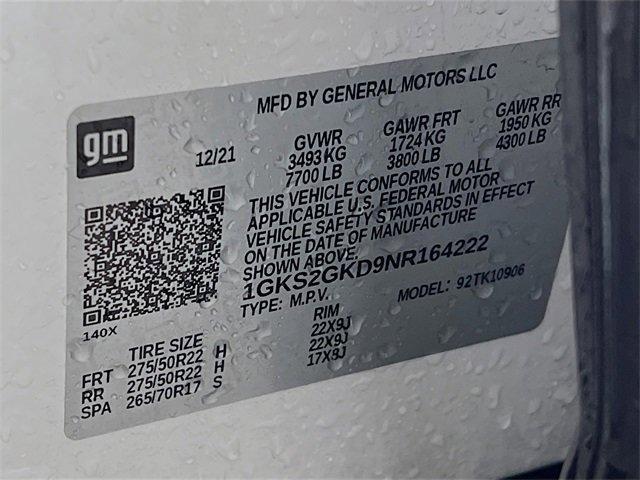 MFD BY GENERAL MOTORS LLC
gm
12/21
GVWR GAWR FRT GAWR RR
3493 KG 1724 KG 1950 KG
7700 LB 3800 LB 4300 LB
THIS VEHICLE CONFORMS TO ALL
APPLICABLE U.S. FEDERAL MOTOR
VEHICLE SAFETY STANDARDS IN EFFECT
ON THE DATE OF MANUFACTURE
SHOWN ABOVE.
1GKS2GKD9NR164222
TYPE: M.P.V. MODEL: 92TK10906
140X
TIRE SIZE RIM
FRT 275/50R22 H 22X9J
RR 275/50R22 H 22X9J
SPA 265/70R17 S 17X8J